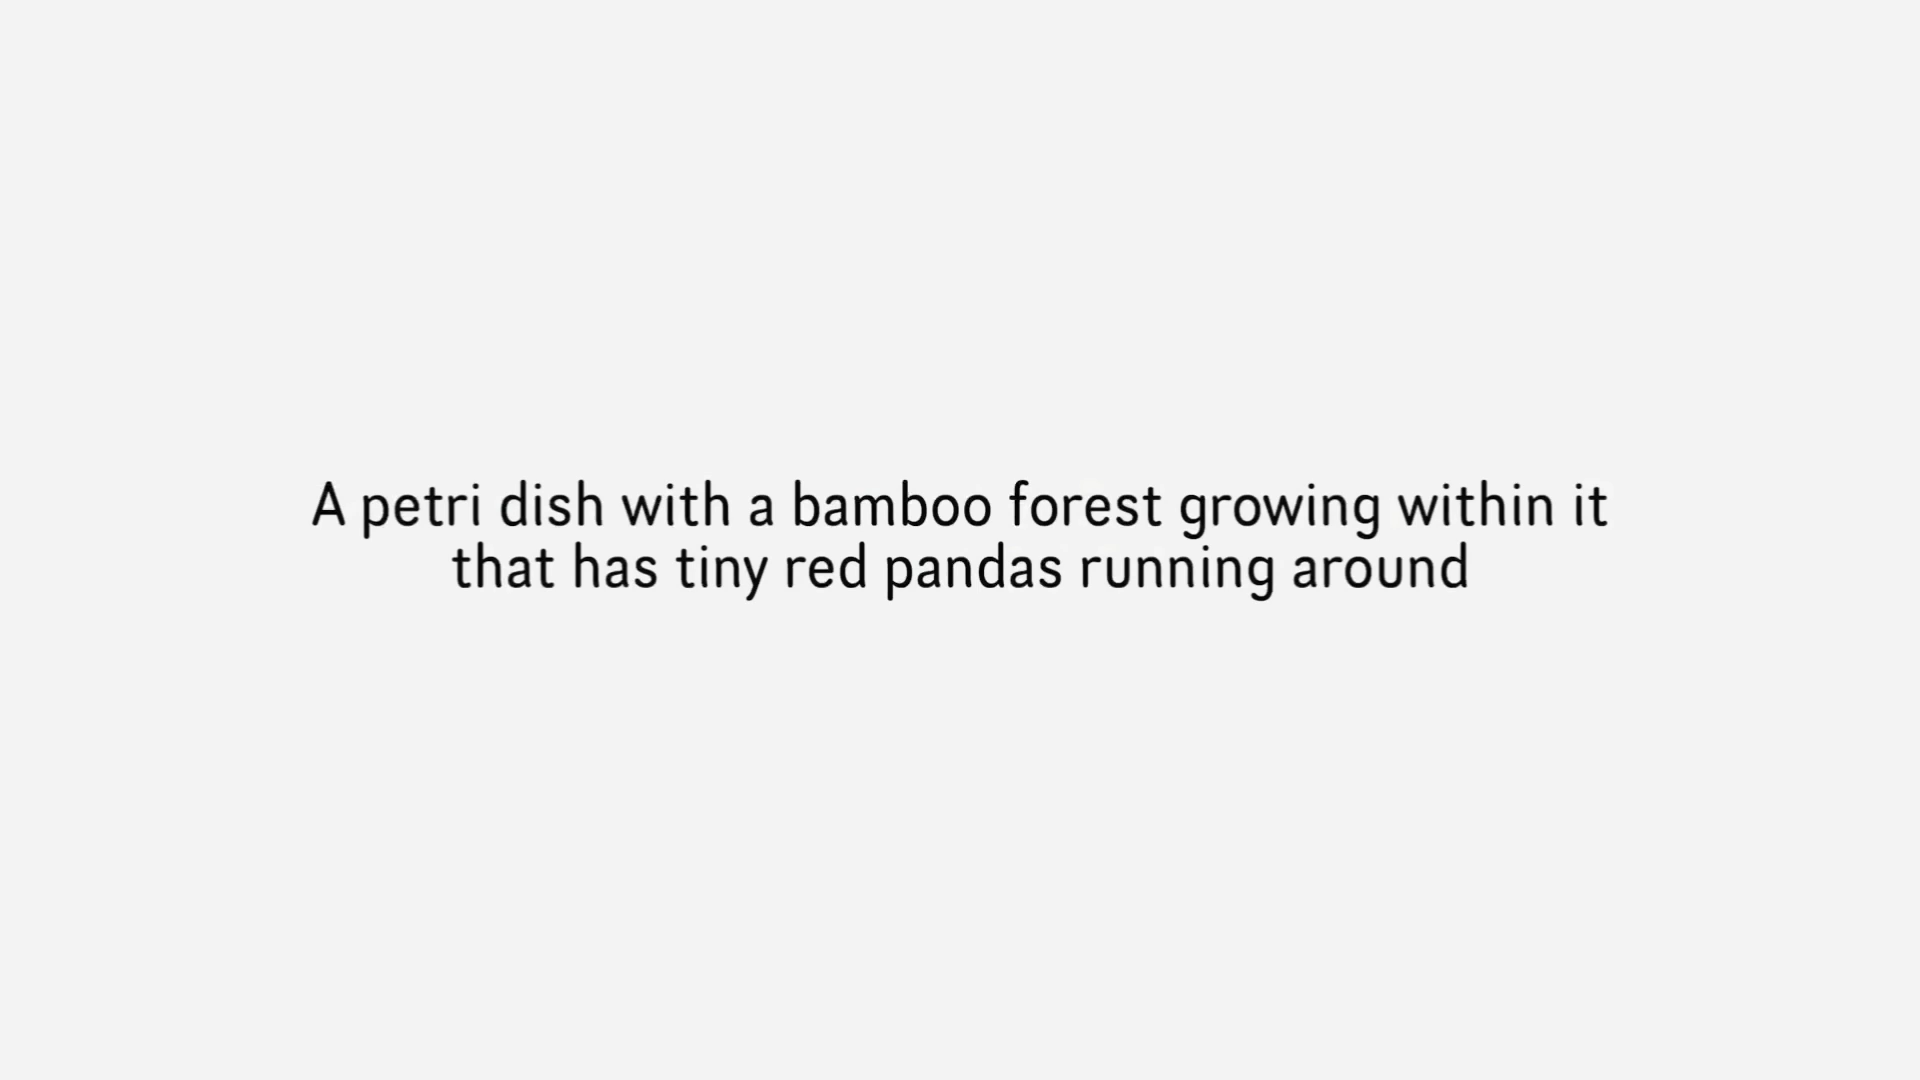 A petri dish with a bamboo forest growing within it
that has tiny red pandas running around